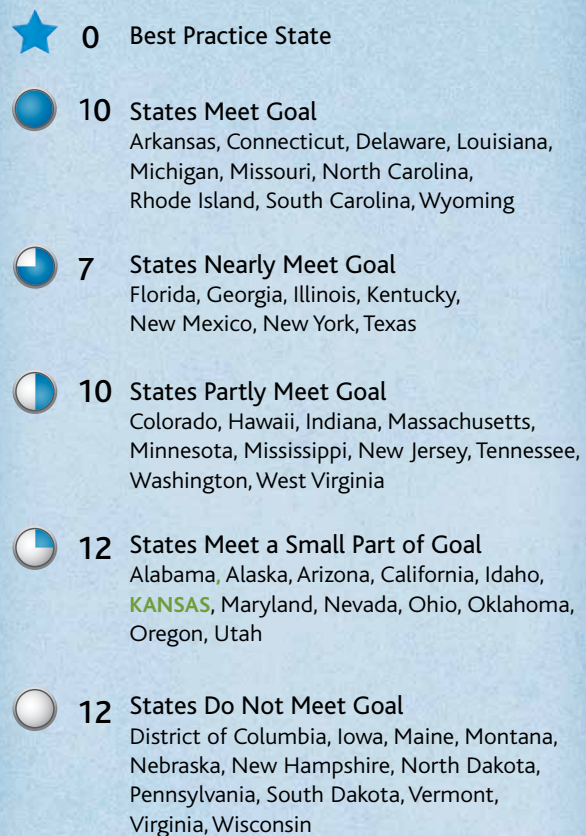 0 Best Practice State
10 States Meet Goal
Arkansas, Connecticut, Delaware, Louisiana,
Michigan, Missouri, North Carolina,
Rhode Island, South Carolina, Wyoming
7 States Nearly Meet Goal
Florida, Georgia, Illinois, Kentucky,
New Mexico, New York, Texas
10 States Partly Meet Goal
Colorado, Hawaii, Indiana, Massachusetts,
Minnesota, Mississippi, New Jersey, Tennessee,
Washington, West Virginia
12 States Meet a Small Part of Goal
Alabama, Alaska, Arizona, California, Idaho,
KANSAS, Maryland, Nevada, Ohio, Oklahoma,
Oregon, Utah
12 States Do Not Meet Goal
District of Columbia, Iowa, Maine, Montana,
Nebraska, New Hampshire, North Dakota,
Pennsylvania, South Dakota, Vermont,
Virginia, Wisconsin